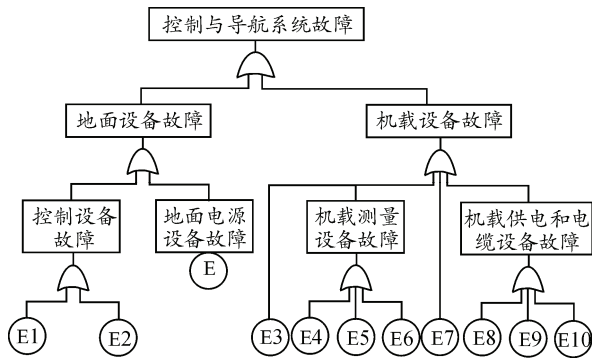 控制与导航系统故障
地面设备故障
机载设备故障
控制设备
故障
地面电源
设备故障
机载测量
设备故障
机载供电和电
缆设备故障
E
E1
E2
E3
E4
E5
E6
E7
E8
E9
E10